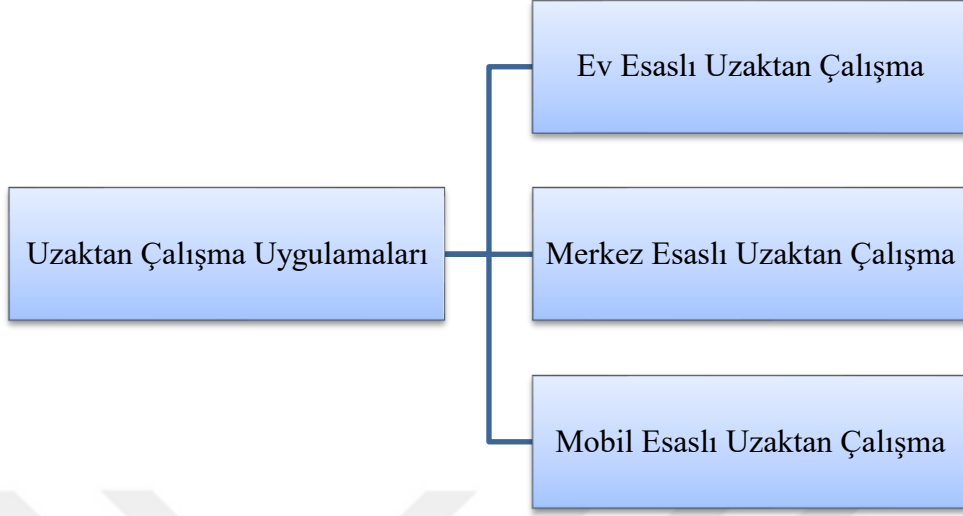 Ev Esaslı Uzaktan Çalışma
Uzaktan Çalışma Uygulamaları
Merkez Esaslı Uzaktan Çalışma
Mobil Esaslı Uzaktan Çalışma